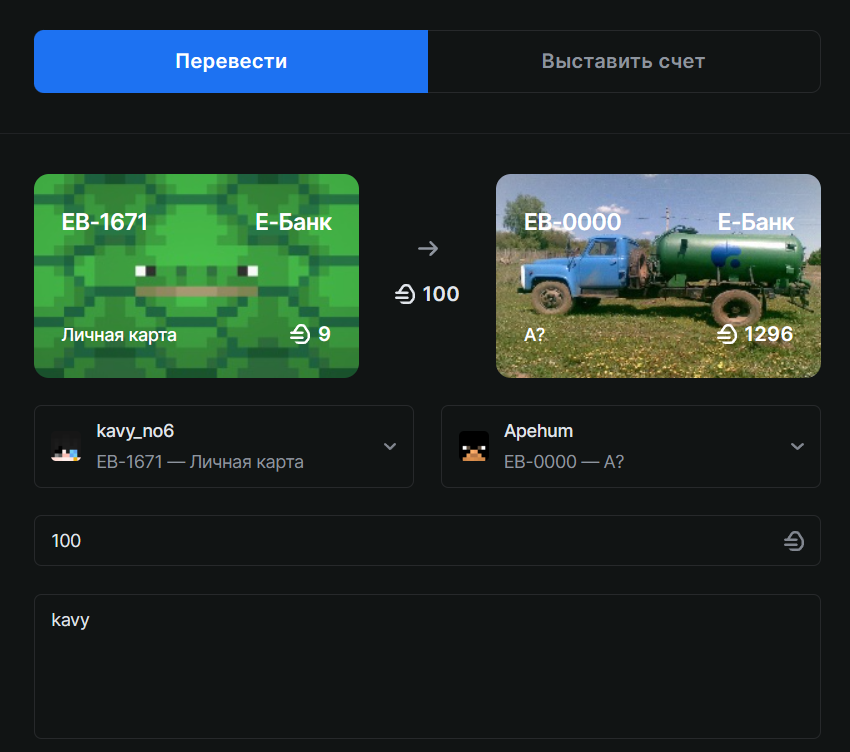 Перевести
Выставить счет
EB-1671
Е-Банк
EB-0000
Е-Банк
100
Личная карта
9
А?
1296
kavy_no6
EB-1671 — Личная карта
Apehum
EB-0000 — А?
100
kavy